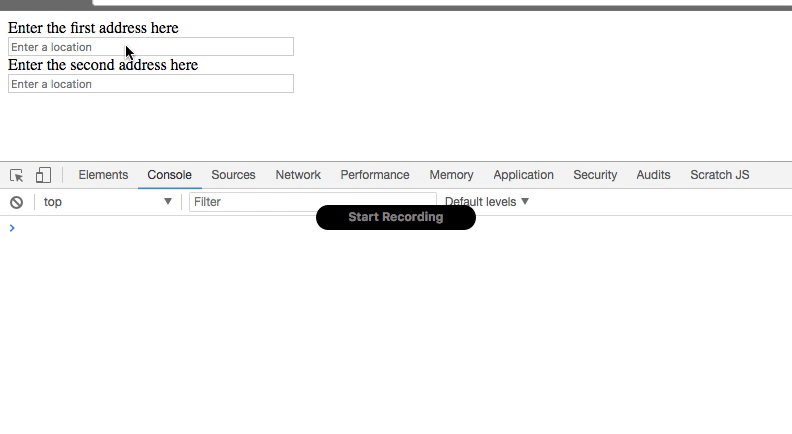 Enter the first address here
Enter a location
Enter the second address here
Enter a location
Elements Console Sources Network Performance Memory Application Security Audits Scratch JS
top Filter Default levels
Start Recording